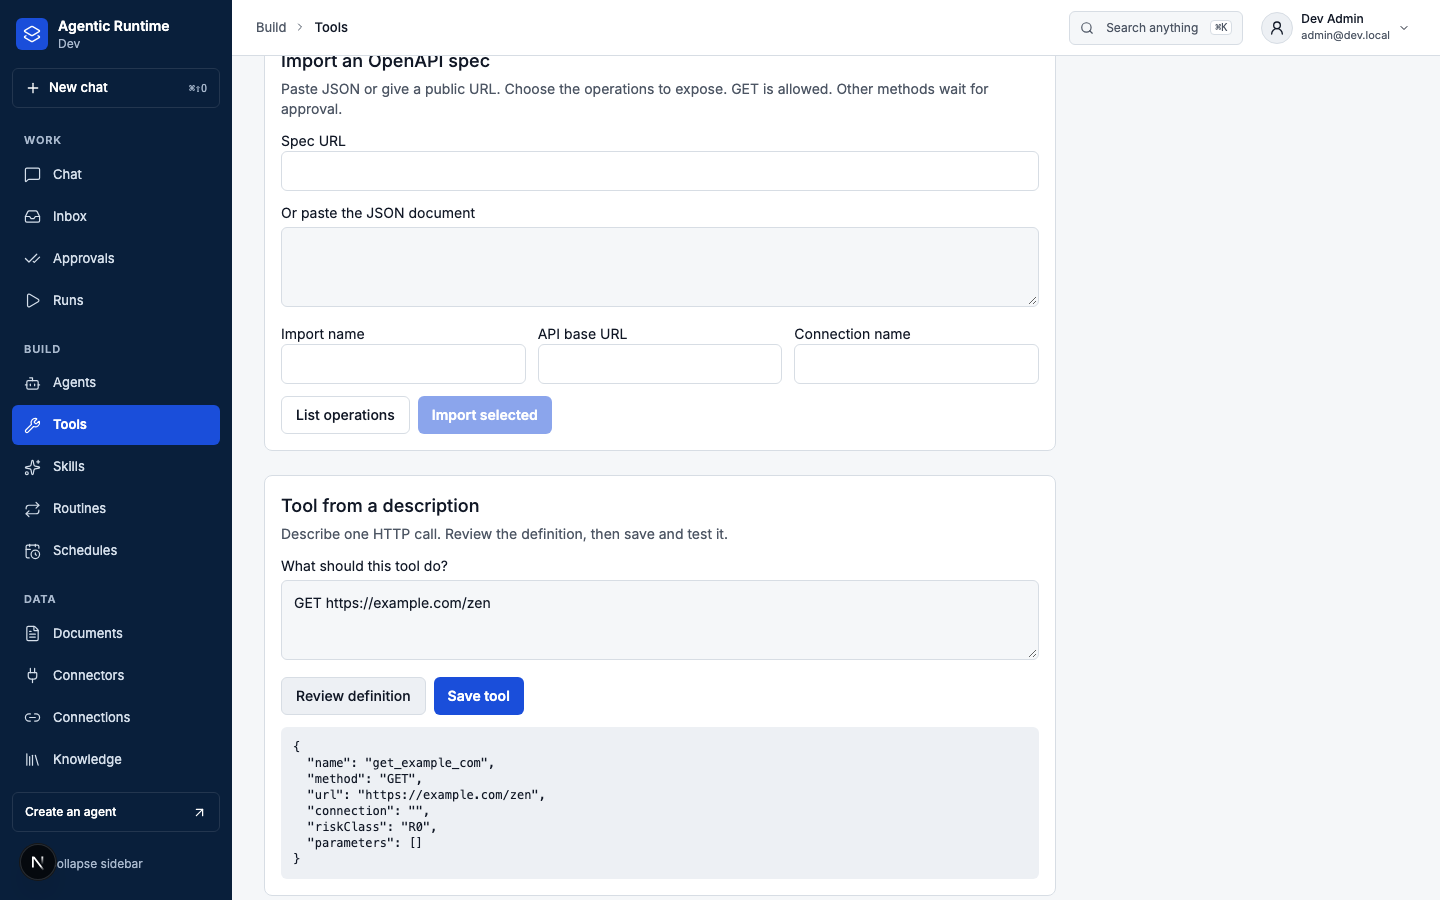 Agentic Runtime
Dev
New chat
⌘⇧O
WORK
Chat
Inbox
Approvals
Runs
BUILD
Agents
Tools
Skills
Routines
Schedules
DATA
Documents
Connectors
Connections
Knowledge
Create an agent
N
ollapse sidebar
Build > Tools
Search anything ⌘K
Dev Admin
admin@dev.local
Import an OpenAPI spec
Paste JSON or give a public URL. Choose the operations to expose. GET is allowed. Other methods wait for
approval.
Spec URL
Or paste the JSON document
Import name API base URL Connection name
List operations Import selected
Tool from a description
Describe one HTTP call. Review the definition, then save and test it.
What should this tool do?
GET https://example.com/zen
Review definition Save tool
{
  "name": "get_example_com",
  "method": "GET",
  "url": "https://example.com/zen",
  "connection": "",
  "riskClass": "R0",
  "parameters": []
}